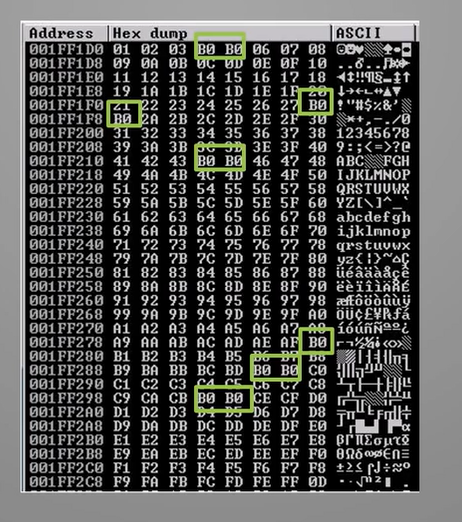 Address Hex dump ASCII
001FF1D0 01 02 03 B0 B0 06 07 08
001FF1D8 09 0A 0B 0C 0D 0E 0F 10
001FF1E0 11 12 13 14 15 16 17 18
001FF1E8 19 1A 1B 1C 1D 1E 1F 20
001FF1F0 21 22 23 24 25 26 27 B0 !"#$%&'░
001FF1F8 B0 2A 2B 2C 2D 2E 2F 30 ░*+,-./0
001FF200 31 32 33 34 35 36 37 38 12345678
001FF208 39 3A 3B 3C 3D 3E 3F 40 9:;<=>?@
001FF210 41 42 43 B0 B0 46 47 48 ABC░░FGH
001FF218 49 4A 4B 4C 4D 4E 4F 50 IJKLMNOP
001FF220 51 52 53 54 55 56 57 58 QRSTUVWX
001FF228 59 5A 5B 5C 5D 5E 5F 60 YZ[\]^_`
001FF230 61 62 63 64 65 66 67 68 abcdefgh
001FF238 69 6A 6B 6C 6D 6E 6F 70 ijklmnop
001FF240 71 72 73 74 75 76 77 78 qrstuvwx
001FF248 79 7A 7B 7C 7D 7E 7F 80 yz{|}~⌂Ç
001FF250 81 82 83 84 85 86 87 88 üéâäàåçê
001FF258 89 8A 8B 8C 8D 8E 8F 90 ëèïîìÄÅÉ
001FF260 91 92 93 94 95 96 97 98 æÆôöòûùÿ
001FF268 99 9A 9B 9C 9D 9E 9F A0 ÖÜ¢£¥₧ƒá
001FF270 A1 A2 A3 A4 A5 A6 A7 A8 íóúñÑªº¿
001FF278 A9 AA AB AC AD AE AF B0 ⌐¬½¼¡«»░
001FF280 B1 B2 B3 B4 B5 B6 B7 B8
001FF288 B9 BA BB BC BD B0 B0 C0
001FF290 C1 C2 C3 C4 C5 C6 C7 C8
001FF298 C9 CA CB B0 B0 CE CF D0
001FF2A0 D1 D2 D3 D4 D5 D6 D7 D8
001FF2A8 D9 DA DB DC DD DE DF E0
001FF2B0 E1 E2 E3 E4 E5 E6 E7 E8
001FF2B8 E9 EA EB EC ED EE EF F0
001FF2C0 F1 F2 F3 F4 F5 F6 F7 F8
001FF2C8 F9 FA FB FC FD FE FF 0D